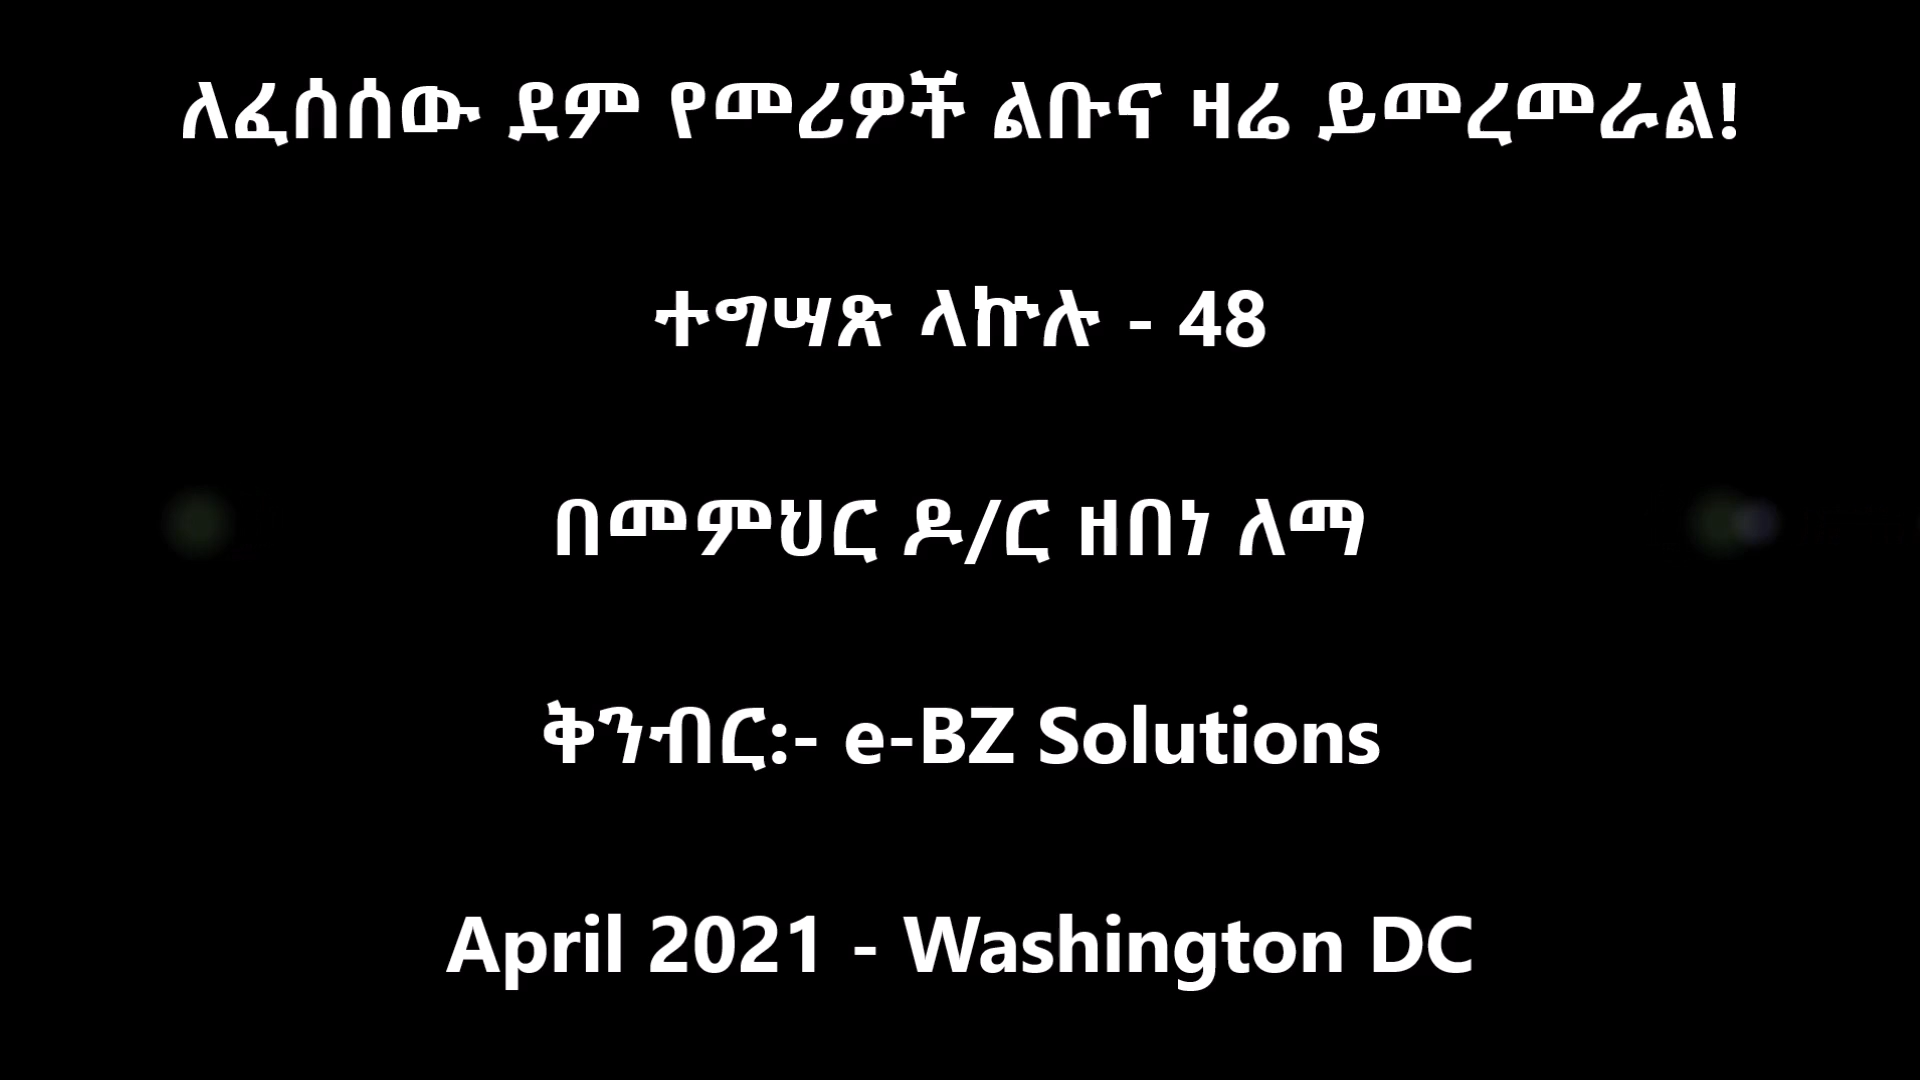 ለፈሰሰው ደም የመሪዎች ልቡና ዛሬ ይመረመራል!
ተግሣጽ ላኵሉ - 48
በመምህር ዶ/ር ዘበነ ለማ
ቅንብር:- e-BZ Solutions
April 2021 - Washington DC